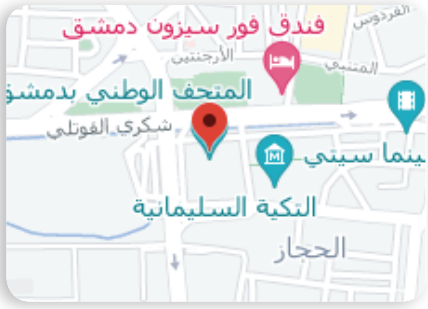 الفردوس
فندق فور سيزون دمشق
الأرجنتين
المتنبي
المتحف الوطني بدمشق
شكري القوتلي
سينما سيتي
التكية السليمانية
الحجاز